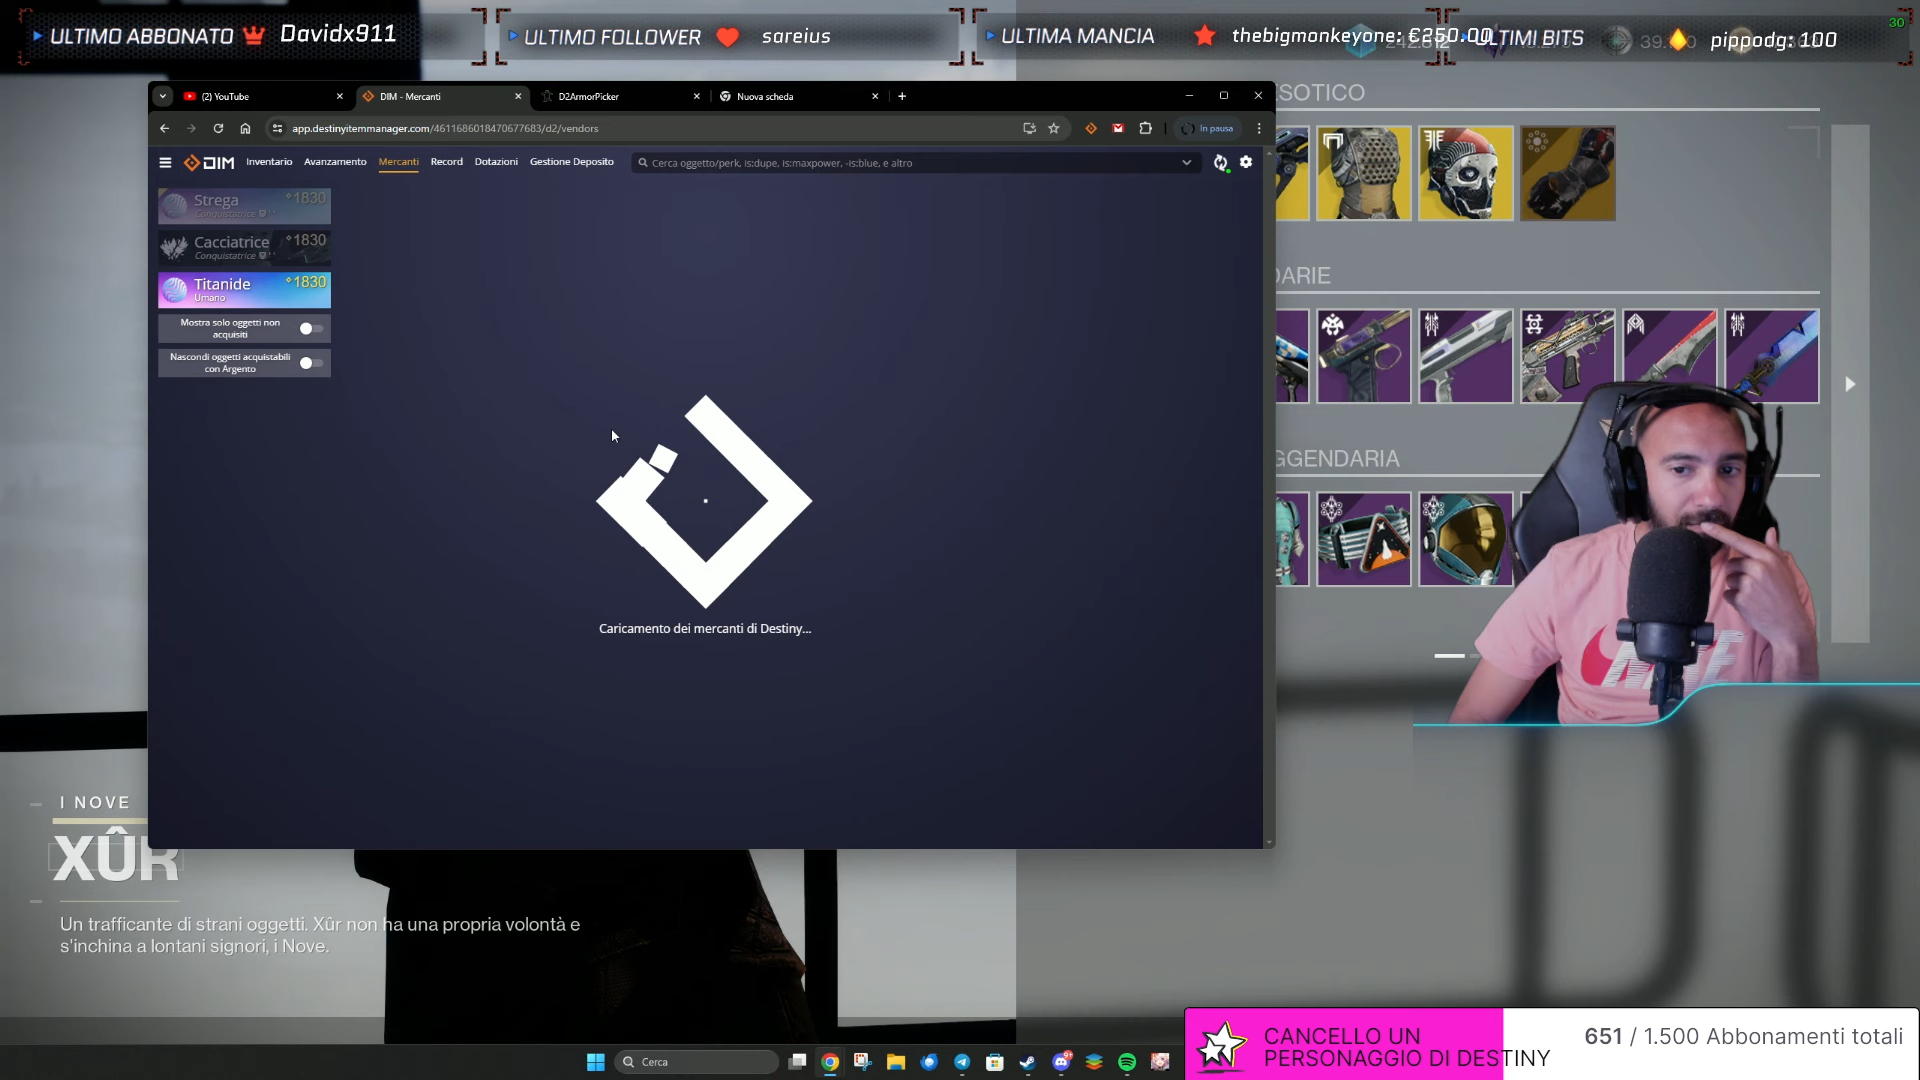 ULTIMO ABBONATO Davidx911
ULTIMO FOLLOWER sareius
ULTIMA MANCIA thebigmonkeyone: €250.00
ULTIMI BITS pippodg: 100
30
(2) YouTube
DIM - Mercanti
D2ArmorPicker
Nuova scheda
app.destinyitemmanager.com/4611686018470677683/d2/vendors
In pausa
DIM
Inventario
Avanzamento
Mercanti
Record
Dotazioni
Gestione Deposito
Cerca oggetto/perk, is:dupe, is:maxpower, -is:blue, e altro
Strega 1830
Conquistatrice
Cacciatrice 1830
Conquistatrice
Titanide 1830
Umano
Mostra solo oggetti non
acquisiti
Nascondi oggetti acquistabili
con Argento
Caricamento dei mercanti di Destiny...
SOTICO
DARIE
GGENDARIA
I NOVE
XÛR
Un trafficante di strani oggetti. Xûr non ha una propria volontà e
s'inchina a lontani signori, i Nove.
Cerca
CANCELLO UN
PERSONAGGIO DI DESTINY
651 / 1.500 Abbonamenti totali